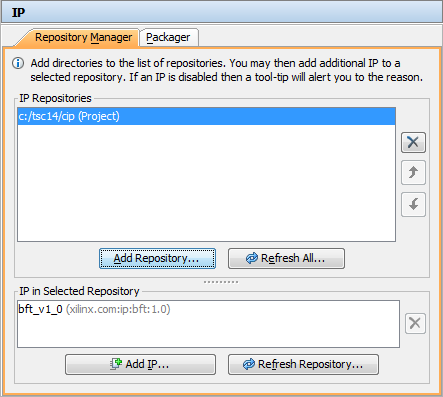 IP
Repository Manager
Packager
Add directories to the list of repositories. You may then add additional IP to a
selected repository. If an IP is disabled then a tool-tip will alert you to the reason.
IP Repositories
c:/tsc14/cip (Project)
Add Repository...
Refresh All...
IP in Selected Repository
bft_v1_0 (xilinx.com:ip:bft:1.0)
Add IP...
Refresh Repository...